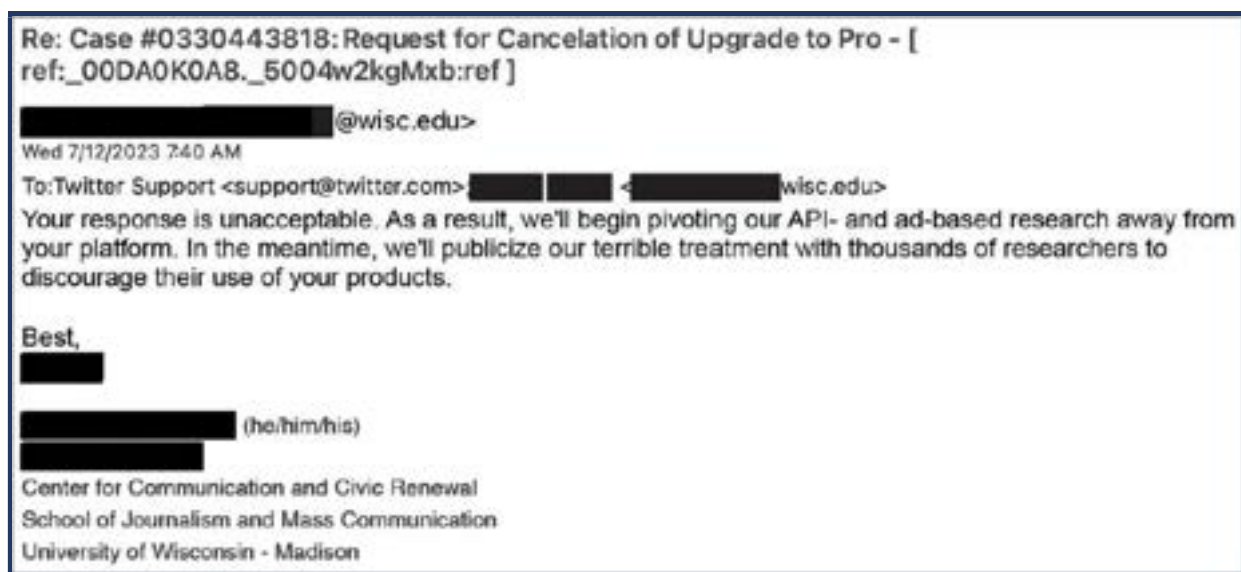 Re: Case #0330443818: Request for Cancelation of Upgrade to Pro - [
ref:_00DA0K0A8._5004w2kgMxb:ref ]
@wisc.edu>
Wed 7/12/2023 7:40 AM
To:Twitter Support <support@twitter.com>; < wisc.edu>
Your response is unacceptable. As a result, we'll begin pivoting our API- and ad-based research away from
your platform. In the meantime, we'll publicize our terrible treatment with thousands of researchers to
discourage their use of your products.
Best,
(he/him/his)
Center for Communication and Civic Renewal
School of Journalism and Mass Communication
University of Wisconsin - Madison